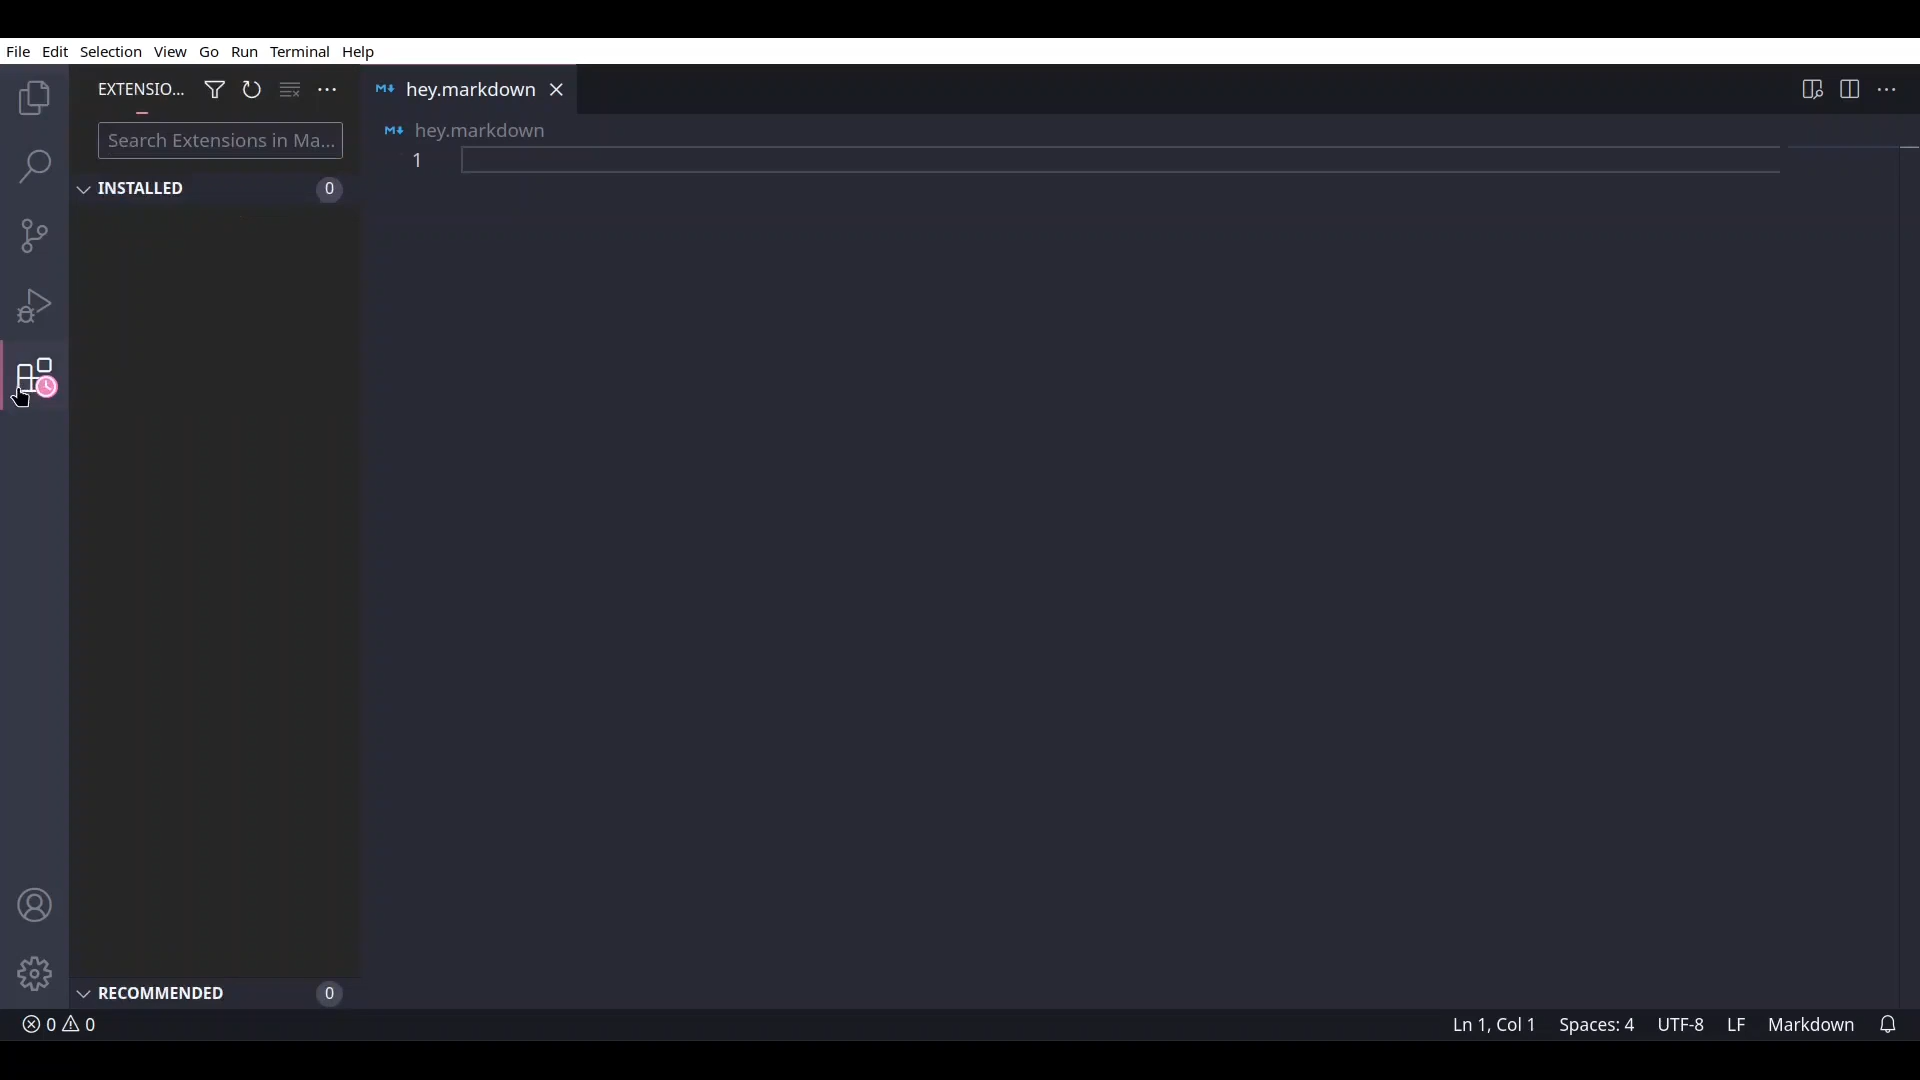 File Edit Selection View Go Run Terminal Help
EXTENSIO...
hey.markdown
Search Extensions in Ma...
hey.markdown
1
INSTALLED 0
RECOMMENDED 0
0 0 Ln 1, Col 1 Spaces: 4 UTF-8 LF Markdown